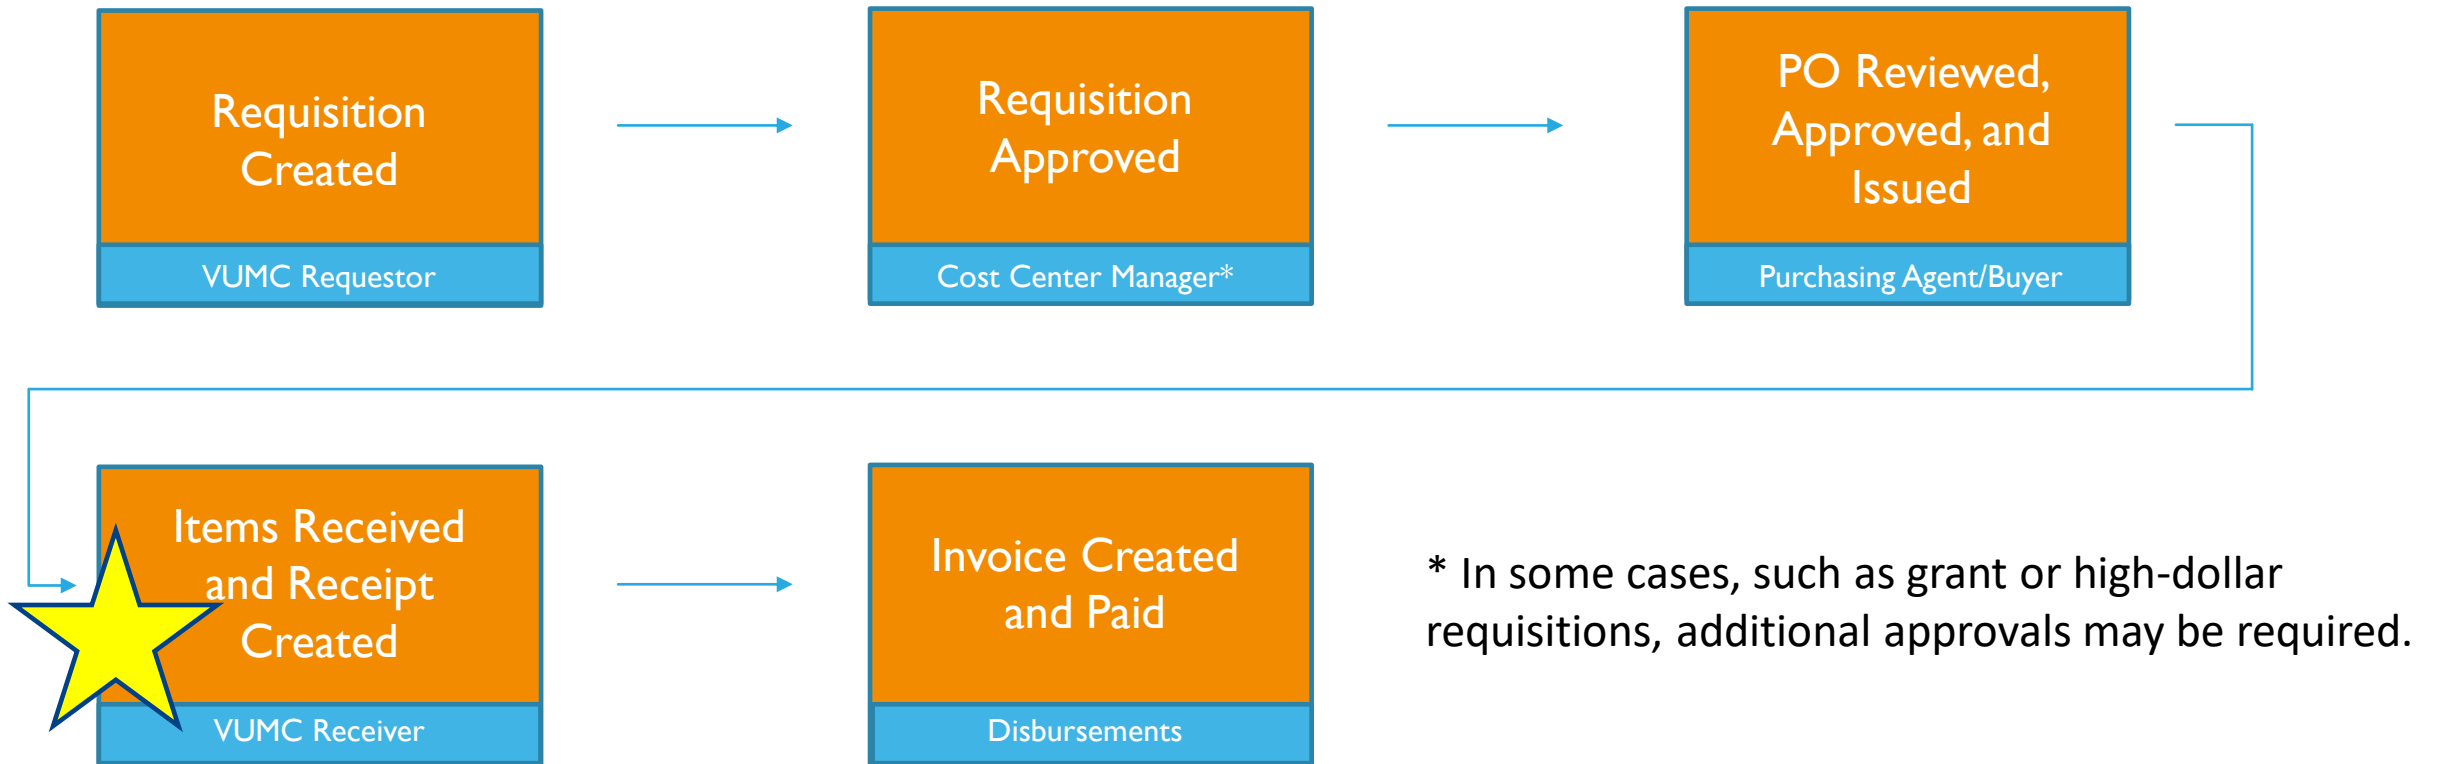 Requisition
Created
VUMC Requestor
Requisition
Approved
Cost Center Manager*
PO Reviewed,
Approved, and
Issued
Purchasing Agent/Buyer
Items Received
and Receipt
Created
VUMC Receiver
Invoice Created
and Paid
Disbursements
* In some cases, such as grant or high-dollar
requisitions, additional approvals may be required.